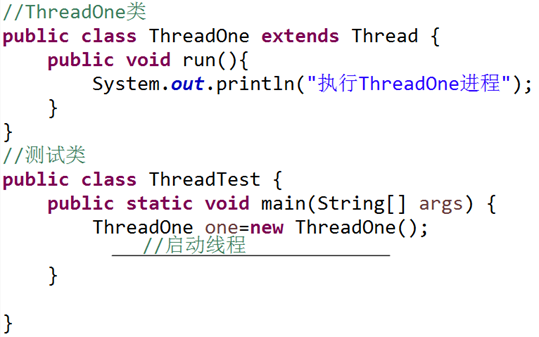 //ThreadOne类
public class ThreadOne extends Thread {
public void run(){
System.out.println("执行ThreadOne进程");
}
}
//测试类
public class ThreadTest {
public static void main(String[] args) {
ThreadOne one=new ThreadOne();
//启动线程
}
}